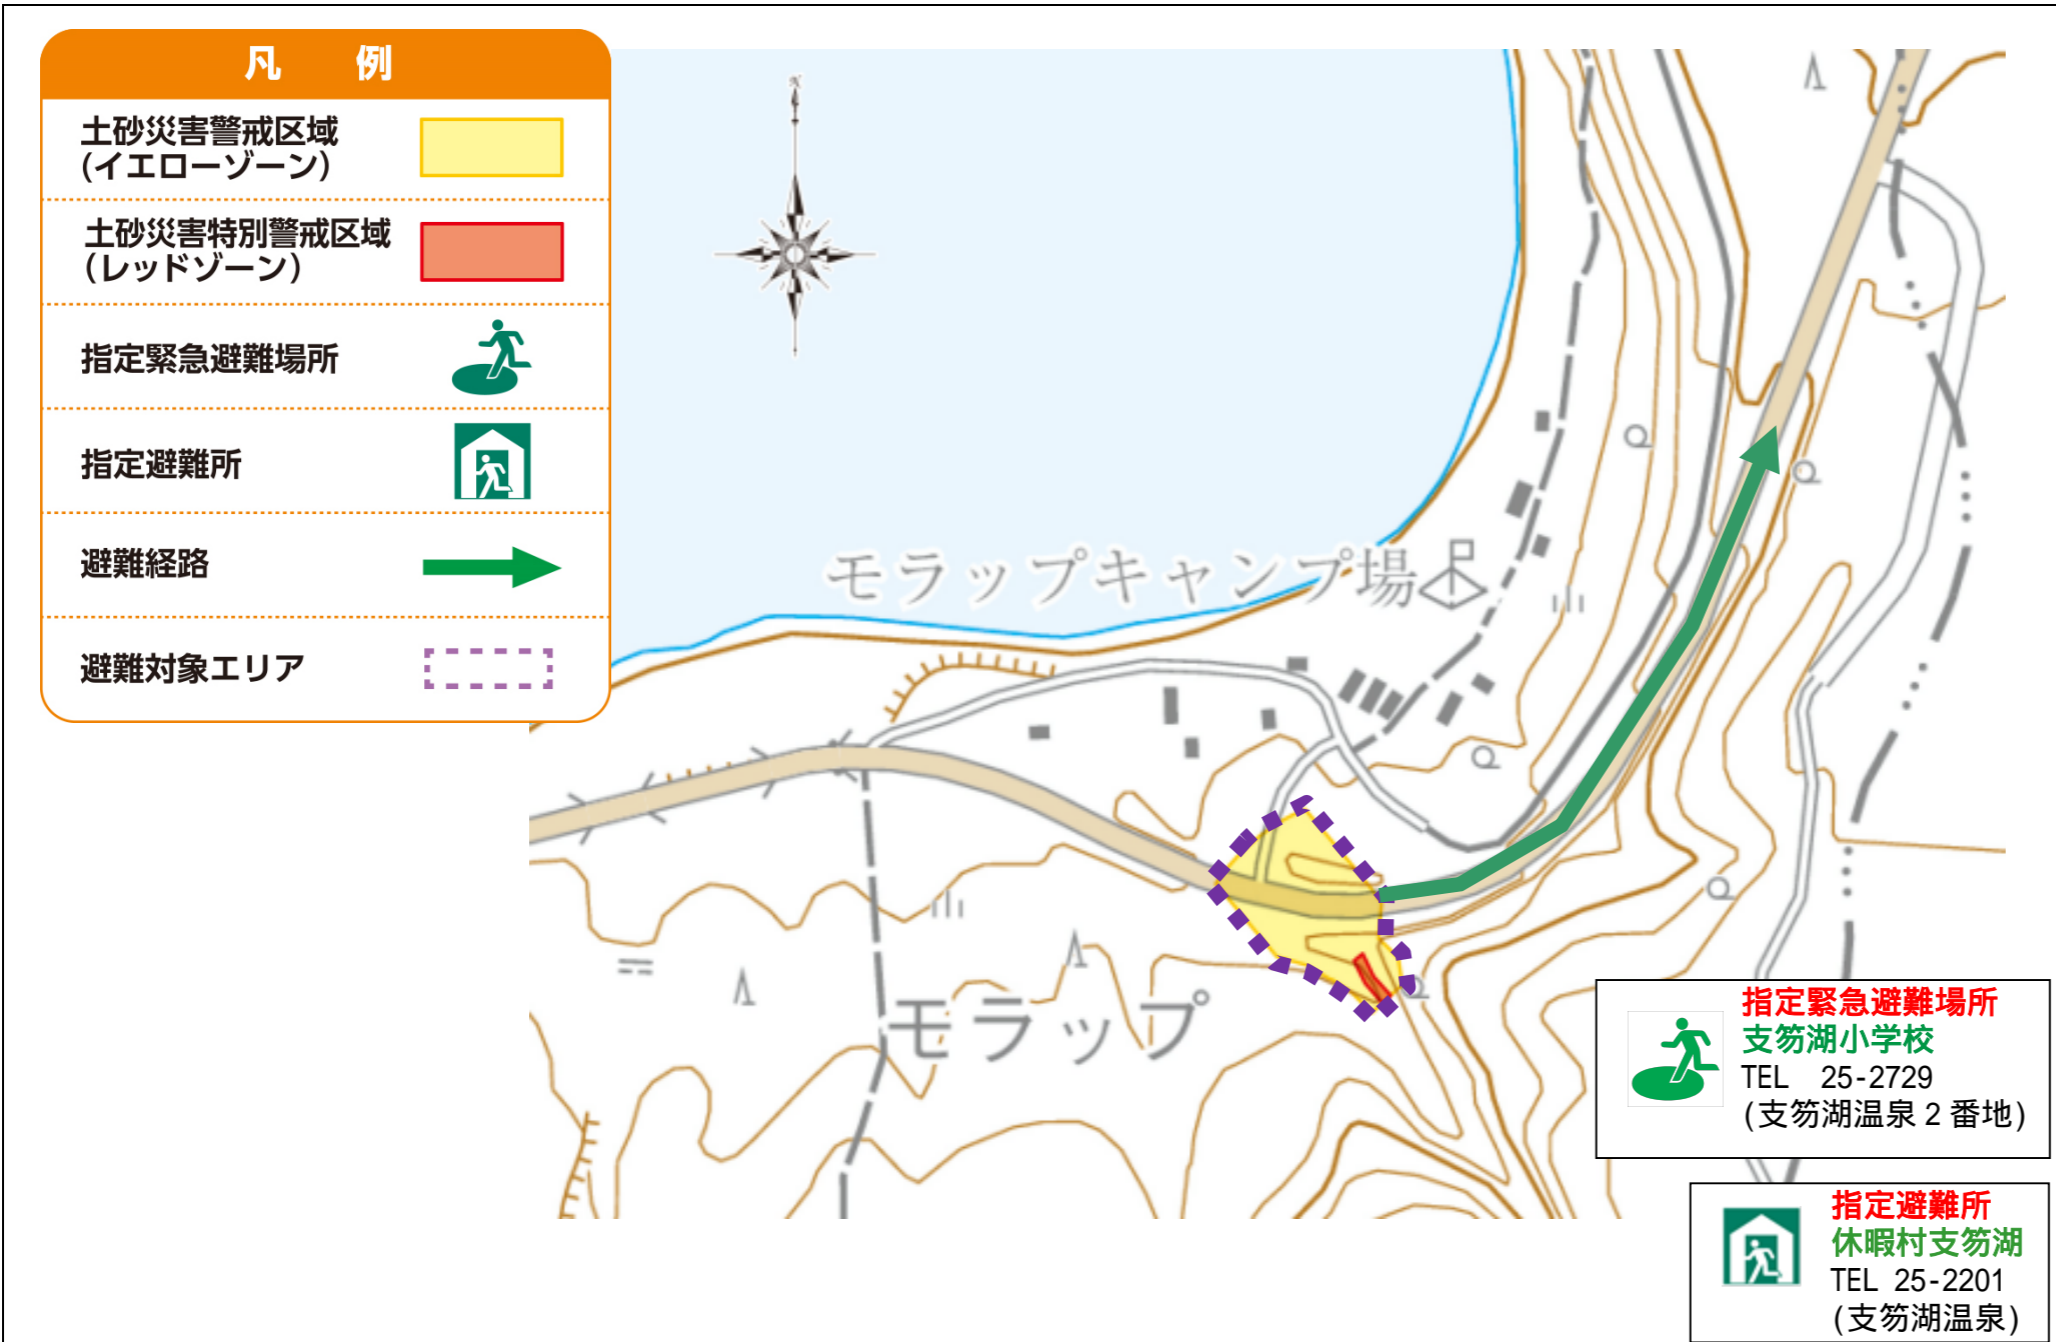 凡　例
土砂災害警戒区域
(イエローゾーン)
土砂災害特別警戒区域
(レッドゾーン)
指定緊急避難場所
指定避難所
避難経路
避難対象エリア
モラップキャンプ場
モラップ
指定緊急避難場所
支笏湖小学校
TEL　25-2729
(支笏湖温泉 2 番地)
指定避難所
休暇村支笏湖
TEL 25-2201
(支笏湖温泉)